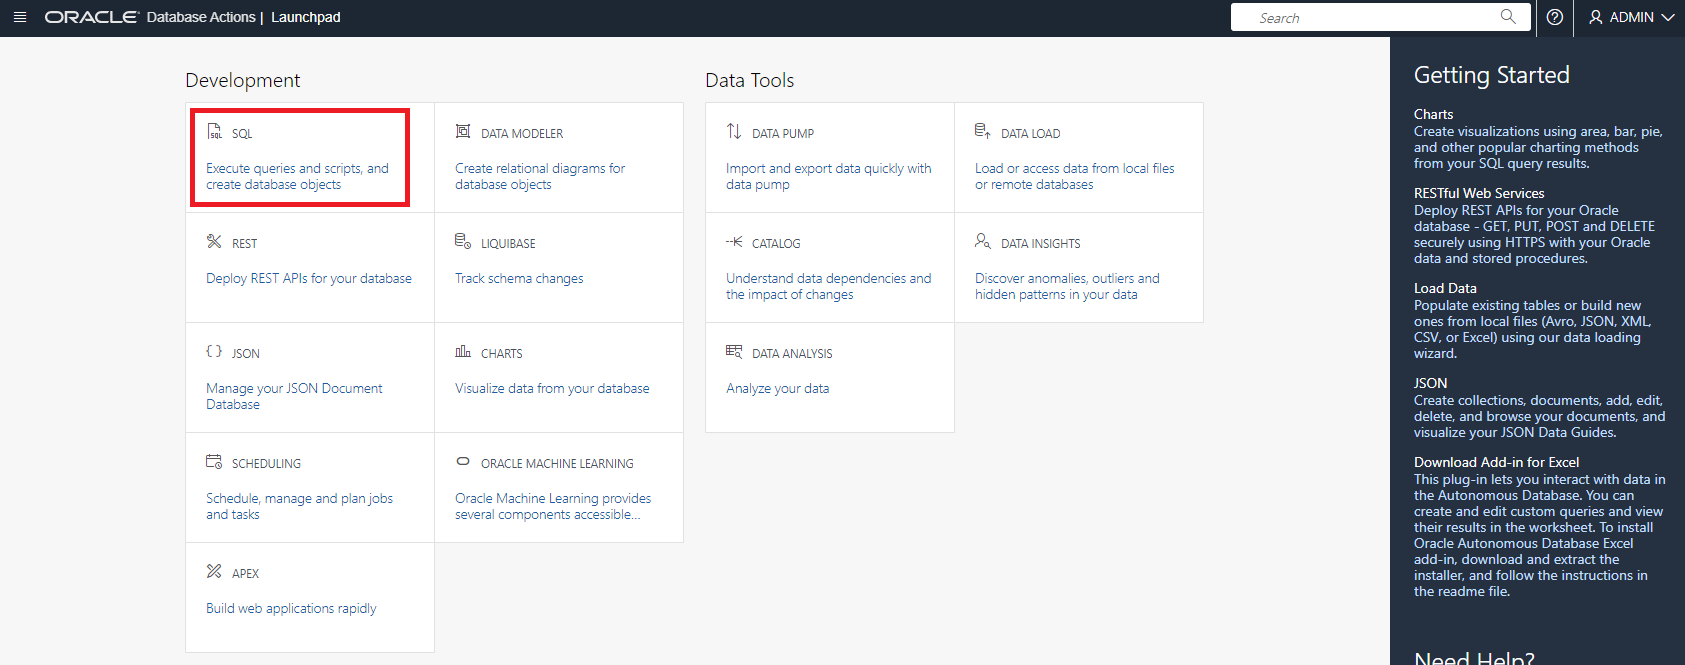 ORACLE Database Actions | Launchpad
Search
ADMIN
Development
SQL
Execute queries and scripts, and
create database objects
DATA MODELER
Create relational diagrams for
database objects
REST
Deploy REST APIs for your database
LIQUIBASE
Track schema changes
JSON
Manage your JSON Document
Database
CHARTS
Visualize data from your database
SCHEDULING
Schedule, manage and plan jobs
and tasks
ORACLE MACHINE LEARNING
Oracle Machine Learning provides
several components accessible...
APEX
Build web applications rapidly
Data Tools
DATA PUMP
Import and export data quickly with
data pump
DATA LOAD
Load or access data from local files
or remote databases
CATALOG
Understand data dependencies and
the impact of changes
DATA INSIGHTS
Discover anomalies, outliers and
hidden patterns in your data
DATA ANALYSIS
Analyze your data
Getting Started
Charts
Create visualizations using area, bar, pie,
and other popular charting methods
from your SQL query results.
RESTful Web Services
Deploy REST APIs for your Oracle
database - GET, PUT, POST and DELETE
securely using HTTPS with your Oracle
data and stored procedures.
Load Data
Populate existing tables or build new
ones from local files (Avro, JSON, XML,
CSV, or Excel) using our data loading
wizard.
JSON
Create collections, documents, add, edit,
delete, and browse your documents, and
visualize your JSON Data Guides.
Download Add-in for Excel
This plug-in lets you interact with data in
the Autonomous Database. You can
create and edit custom queries and view
their results in the worksheet. To install
Oracle Autonomous Database Excel
add-in, download and extract the
installer, and follow the instructions in
the readme file.
Need Help?